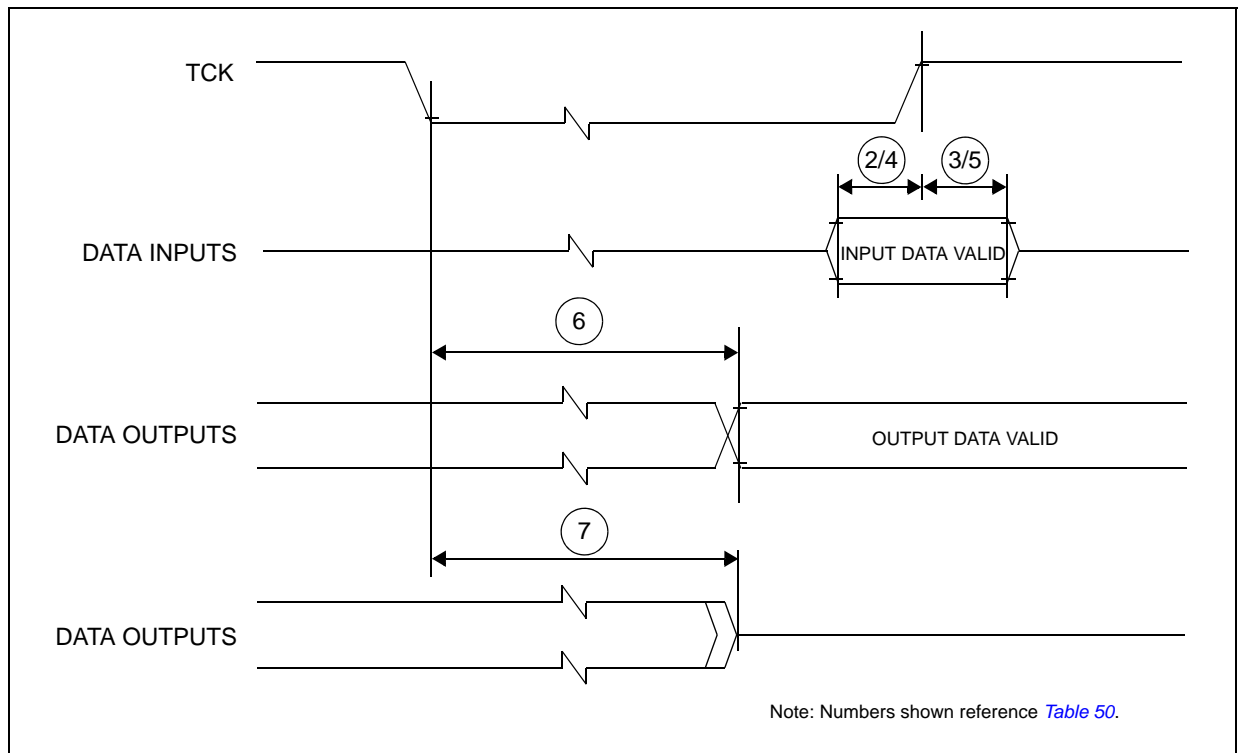 TCK
2/4
3/5
DATA INPUTS
INPUT DATA VALID
6
DATA OUTPUTS
OUTPUT DATA VALID
7
DATA OUTPUTS
Note: Numbers shown reference Table 50.